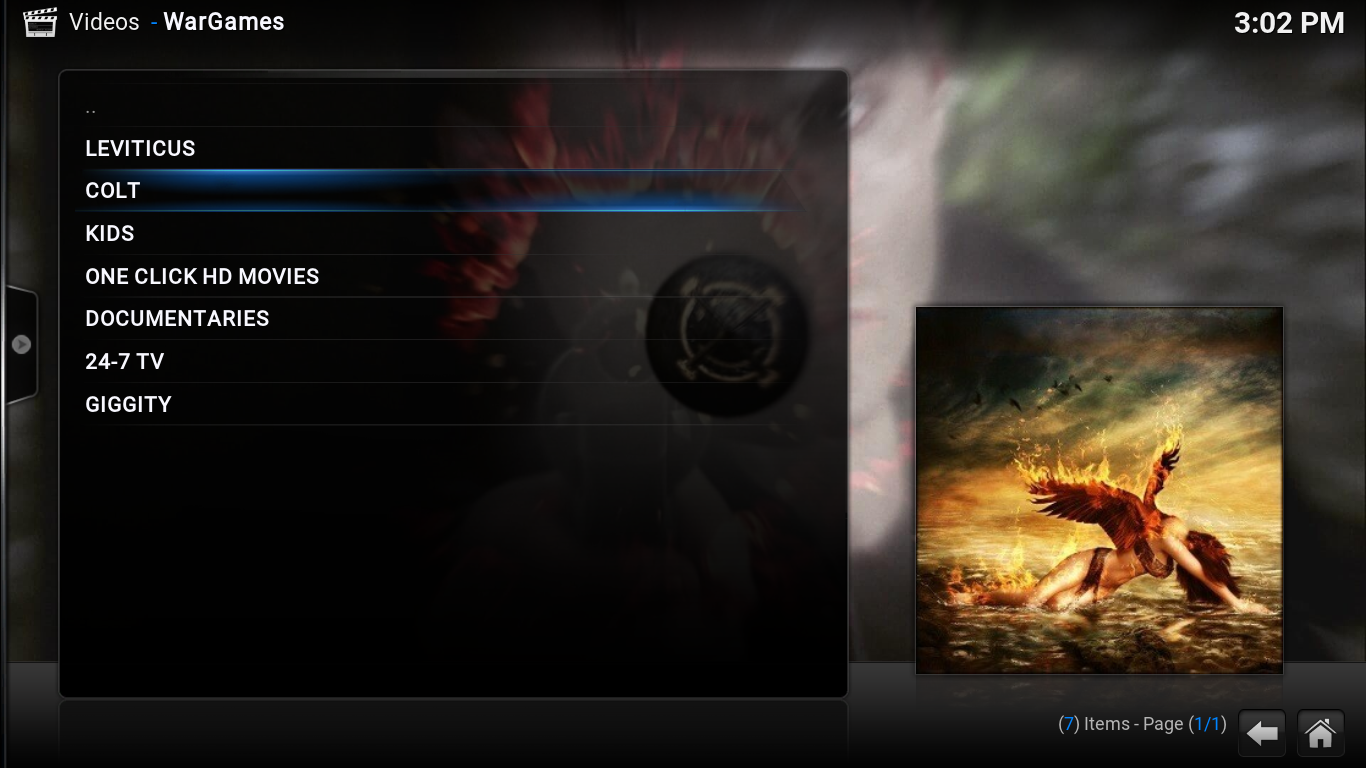 Videos - WarGames
3:02 PM
..
LEVITICUS
COLT
KIDS
ONE CLICK HD MOVIES
DOCUMENTARIES
24-7 TV
GIGGITY
(7) Items - Page (1/1)